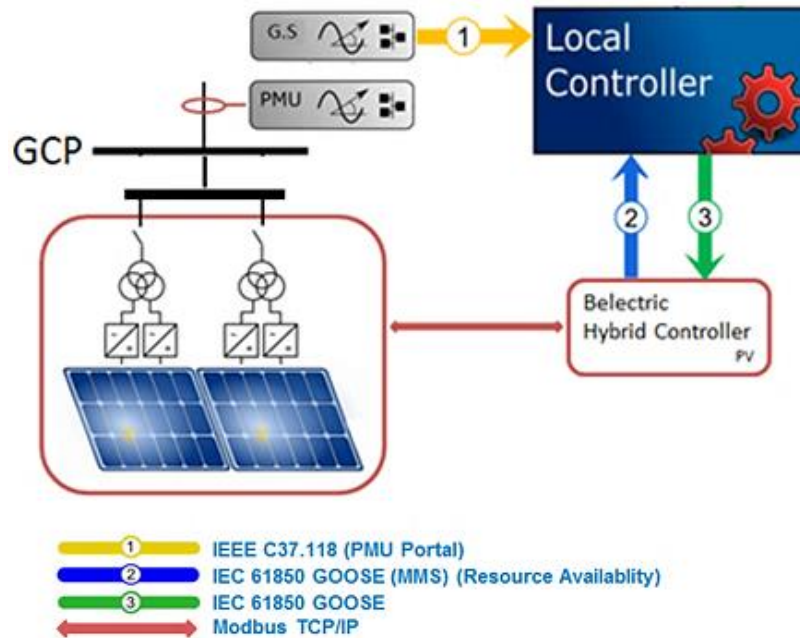 G.S
1
Local
Controller
PMU
GCP
2
3
Belectric
Hybrid Controller
PV
1 IEEE C37.118 (PMU Portal)
2 IEC 61850 GOOSE (MMS) (Resource Availablity)
3 IEC 61850 GOOSE
Modbus TCP/IP